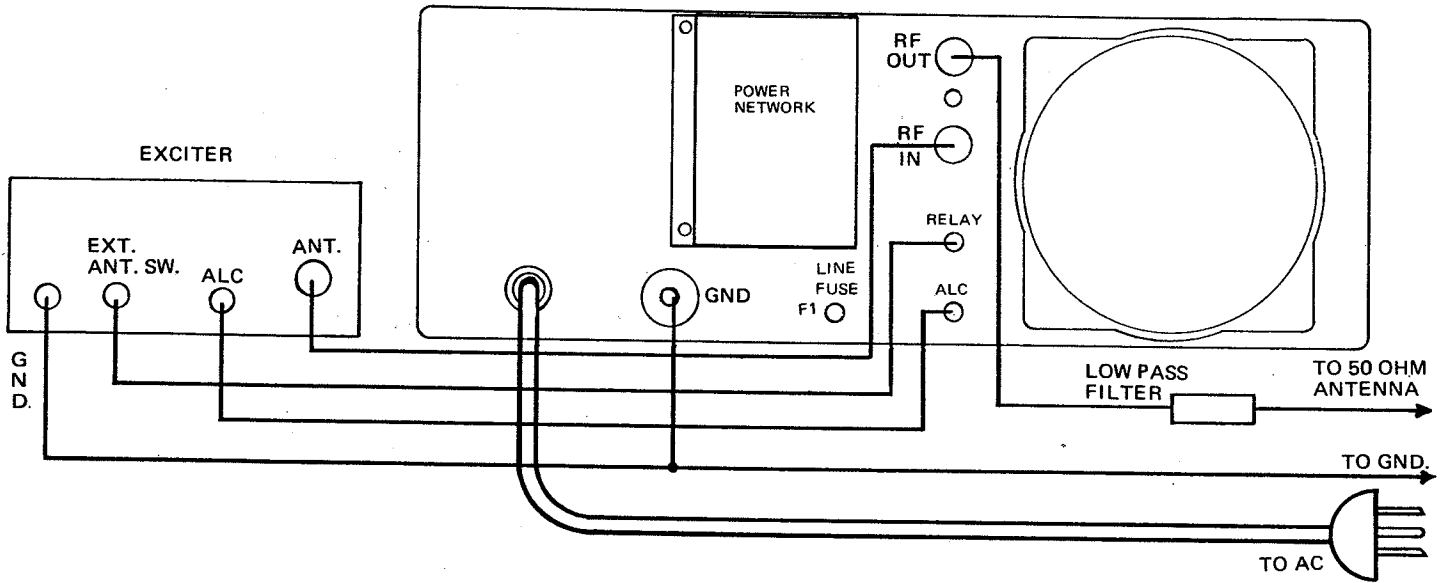 EXCITER
GND.
EXT.
ANT. SW.
ALC
ANT.
POWER
NETWORK
RF
OUT
RF
IN
RELAY
ALC
GND
LINE
FUSE
F1
LOW PASS
FILTER
TO 50 OHM
ANTENNA
TO GND.
TO AC